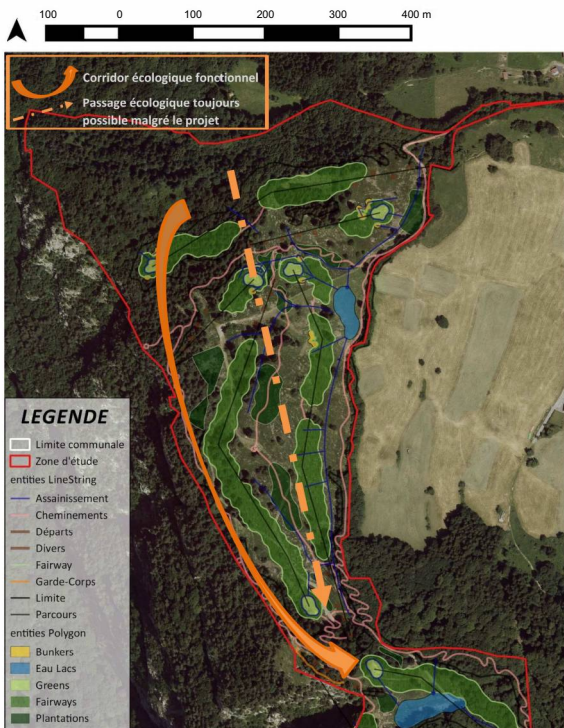 100 0 100 200 300 400 m
Corridor écologique fonctionnel
Passage écologique toujours
possible malgré le projet
LEGENDE
Limite communale
Zone d'étude
entities LineString
Assainissement
Cheminements
Départs
Divers
Fairway
Garde-Corps
Limite
Parcours
entities Polygon
Bunkers
Eau Lacs
Greens
Fairways
Plantations